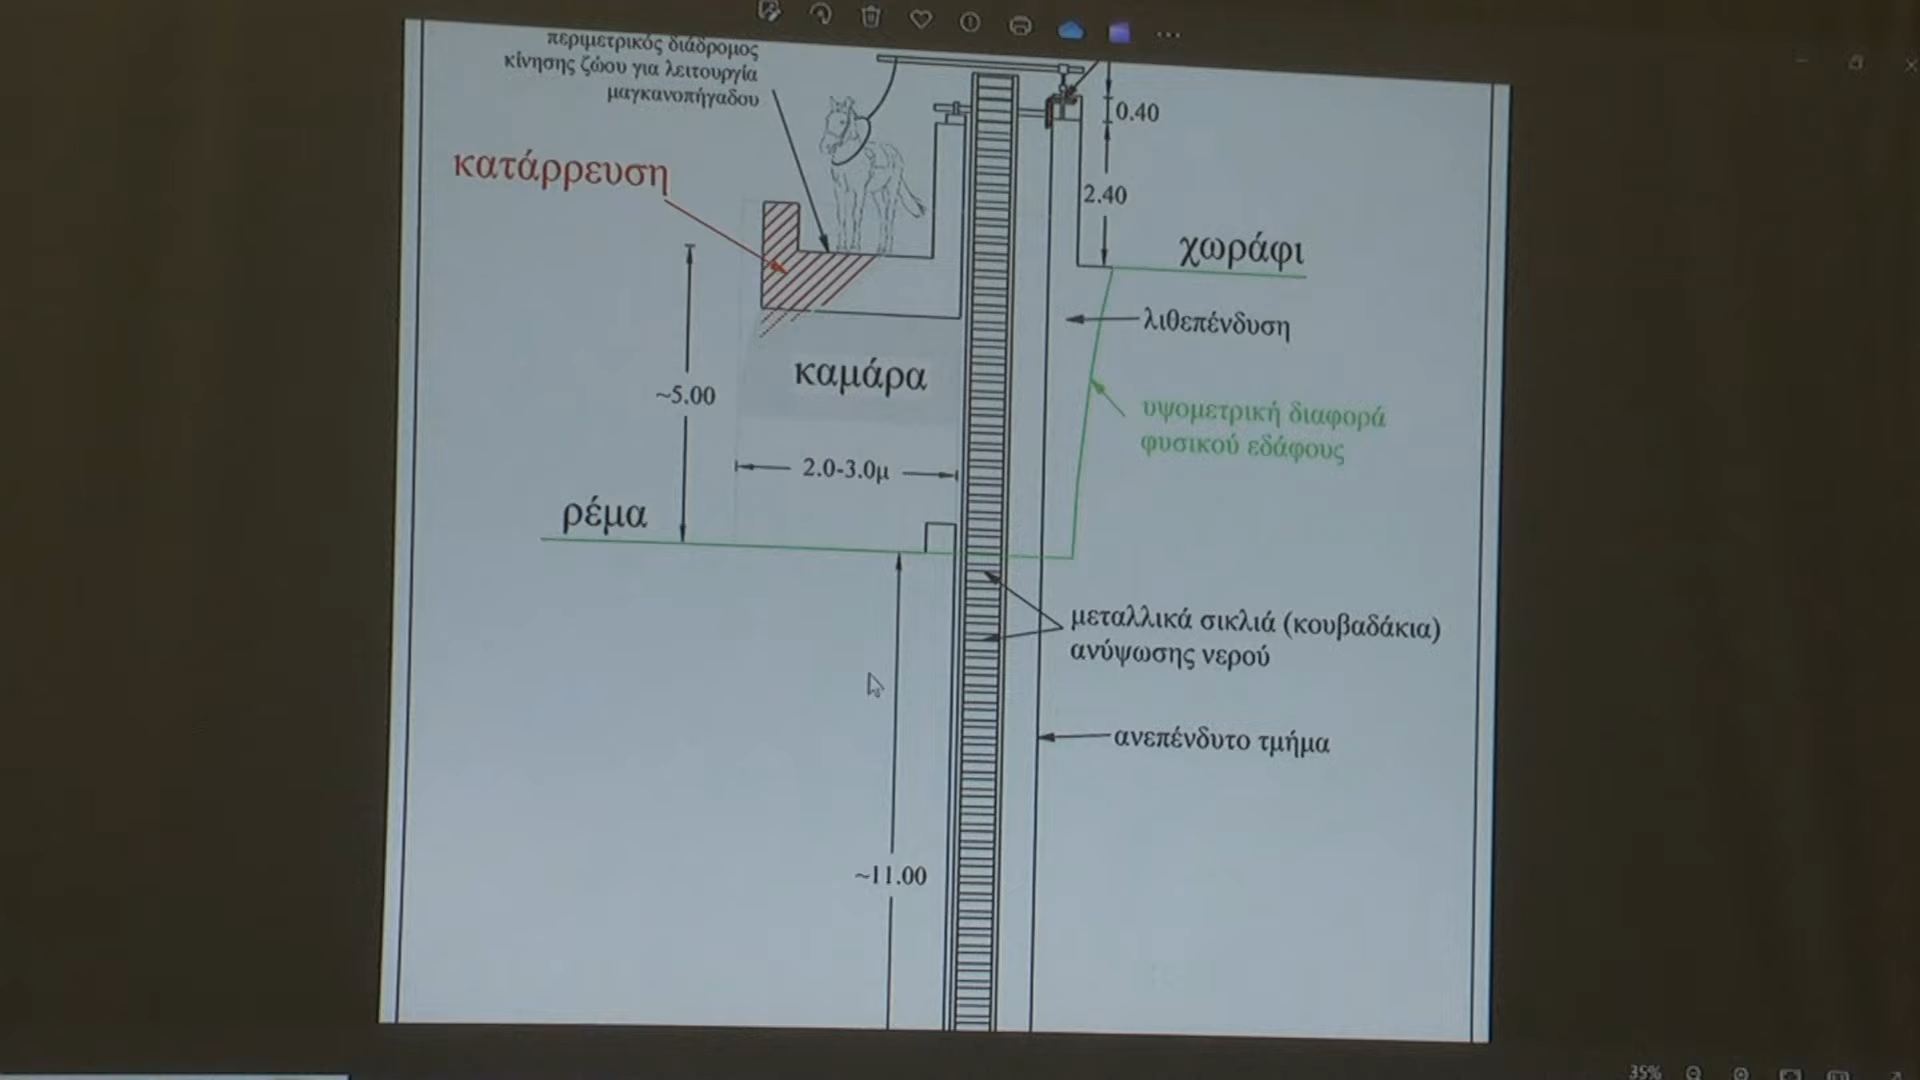 περιμετρικός διάδρομος
κίνησης ζώου για λειτουργία
μαγκανοπήγαδου
κατάρρευση
0.40
2.40
χωράφι
λιθεπένδυση
καμάρα
~5.00
υψομετρική διαφορά
φυσικού εδάφους
2.0-3.0μ
ρέμα
μεταλλικά σικλιά (κουβαδάκια)
ανύψωσης νερού
ανεπένδυτο τμήμα
~11.00
35%